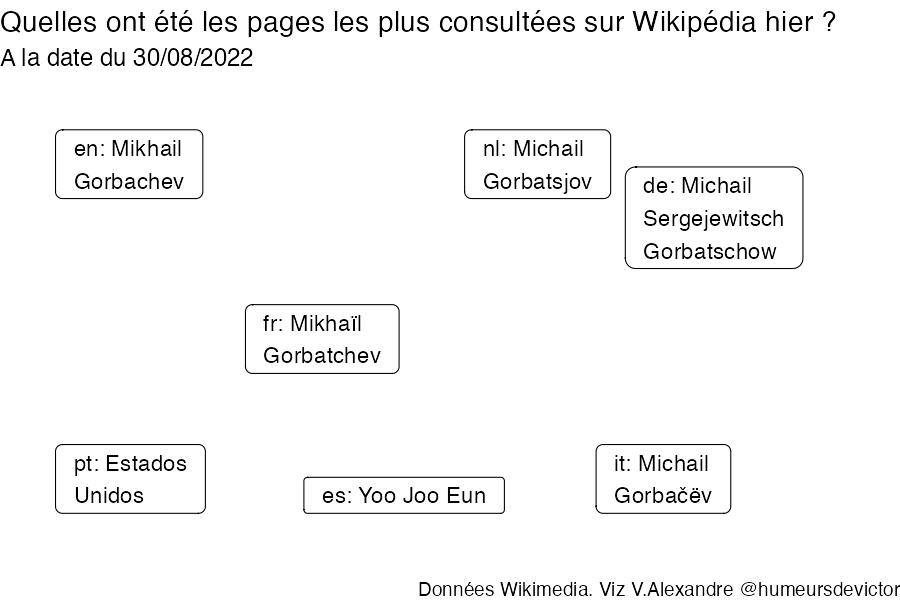 Quelles ont été les pages les plus consultées sur Wikipédia hier ?
A la date du 30/08/2022
en: Mikhail
Gorbachev
nl: Michail
Gorbatsjov
de: Michail
Sergejewitsch
Gorbatschow
fr: Mikhaïl
Gorbatchev
pt: Estados
Unidos
es: Yoo Joo Eun
it: Michail
Gorbačëv
Données Wikimedia. Viz V.Alexandre @humeursdevictor